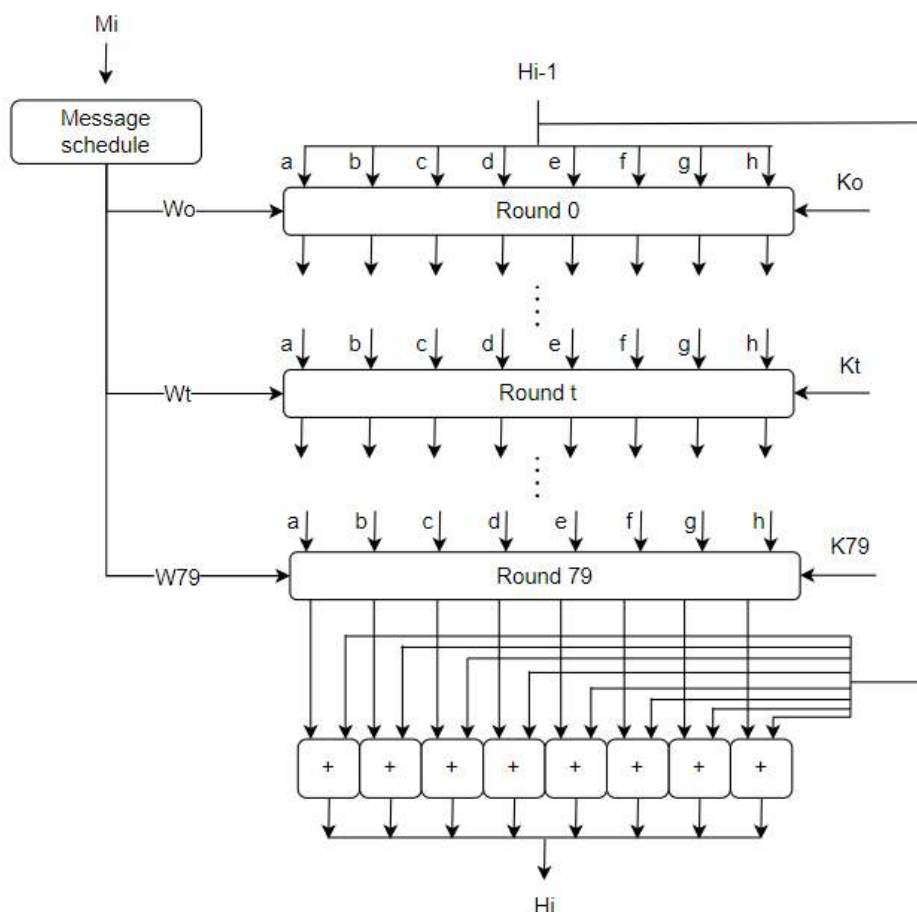 Mi
Hi-1
Message
schedule
a b c d e f g h
Ko
Wo
Round 0
a b c d e f g h
Kt
Wt
Round t
a b c d e f g h
K79
W79
Round 79
+ + + + + + + +
Hi